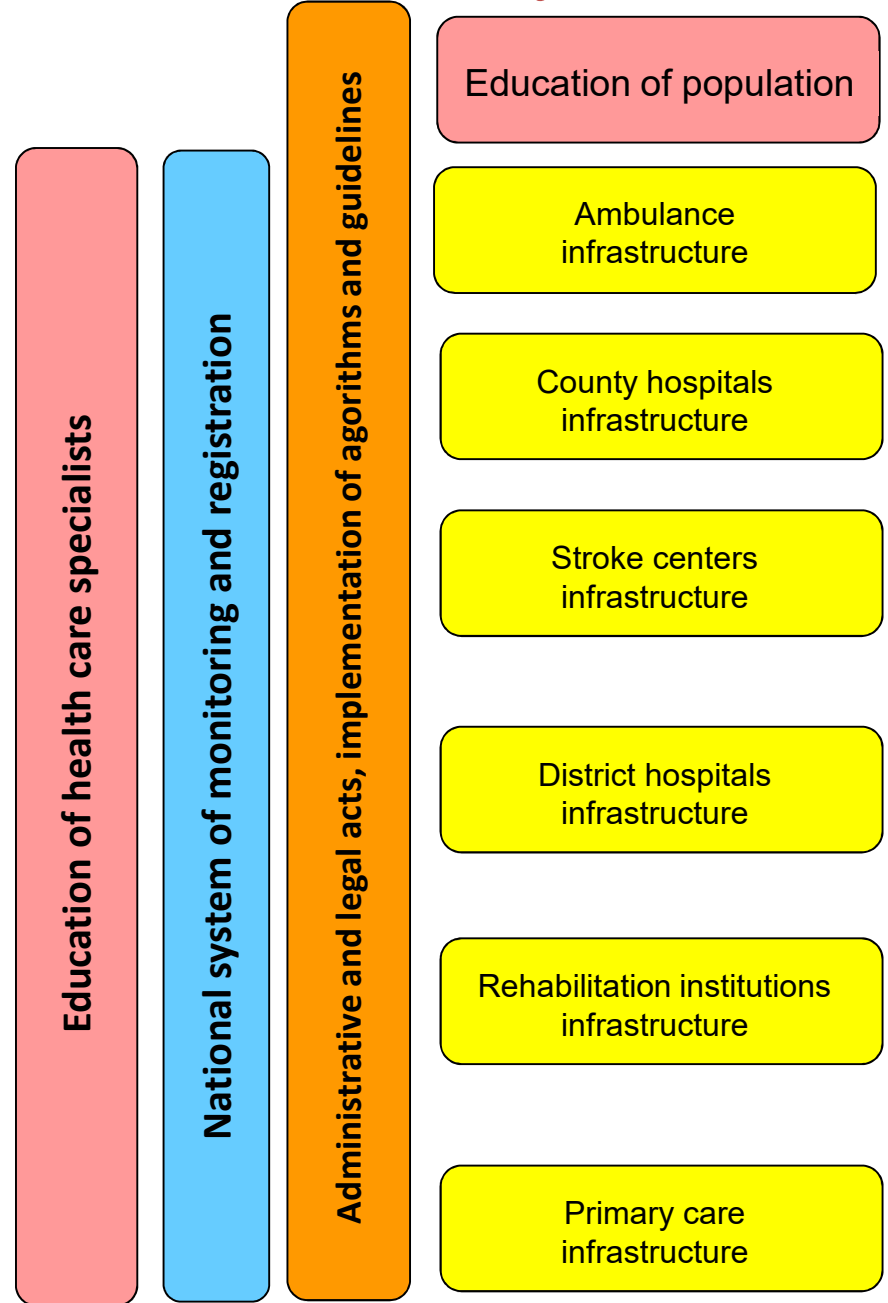 Education of health care specialists
National system of monitoring and registration
Administrative and legal acts, implementation of agorithms and guidelines
Education of population
Ambulance
infrastructure
County hospitals
infrastructure
Stroke centers
infrastructure
District hospitals
infrastructure
Rehabilitation institutions
infrastructure
Primary care
infrastructure